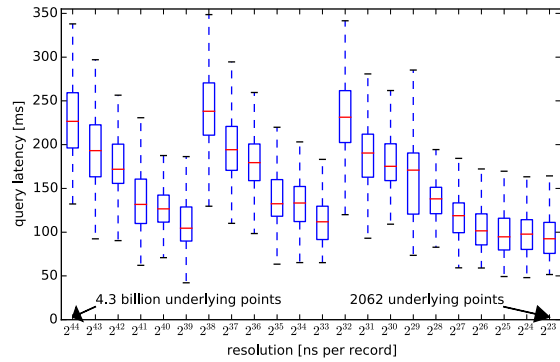 350
300
250
200
150
100
50
0
query latency [ms]
4.3 billion underlying points 2062 underlying points
2^44 2^43 2^42 2^41 2^40 2^39 2^38 2^37 2^36 2^35 2^34 2^33 2^32 2^31 2^30 2^29 2^28 2^27 2^26 2^25 2^24 2^23
resolution [ns per record]